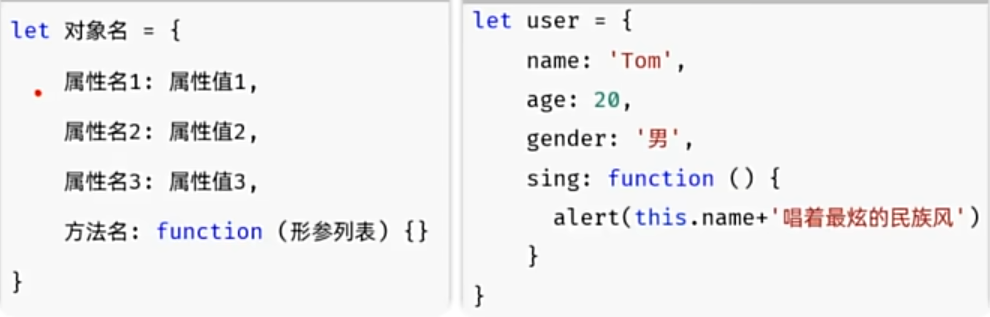 let 对象名 = {
属性名1: 属性值1,
属性名2: 属性值2,
属性名3: 属性值3,
方法名: function (形参列表) {}
}
let user = {
name: 'Tom',
age: 20,
gender: '男',
sing: function () {
alert(this.name+'唱着最炫的民族风')
}
}